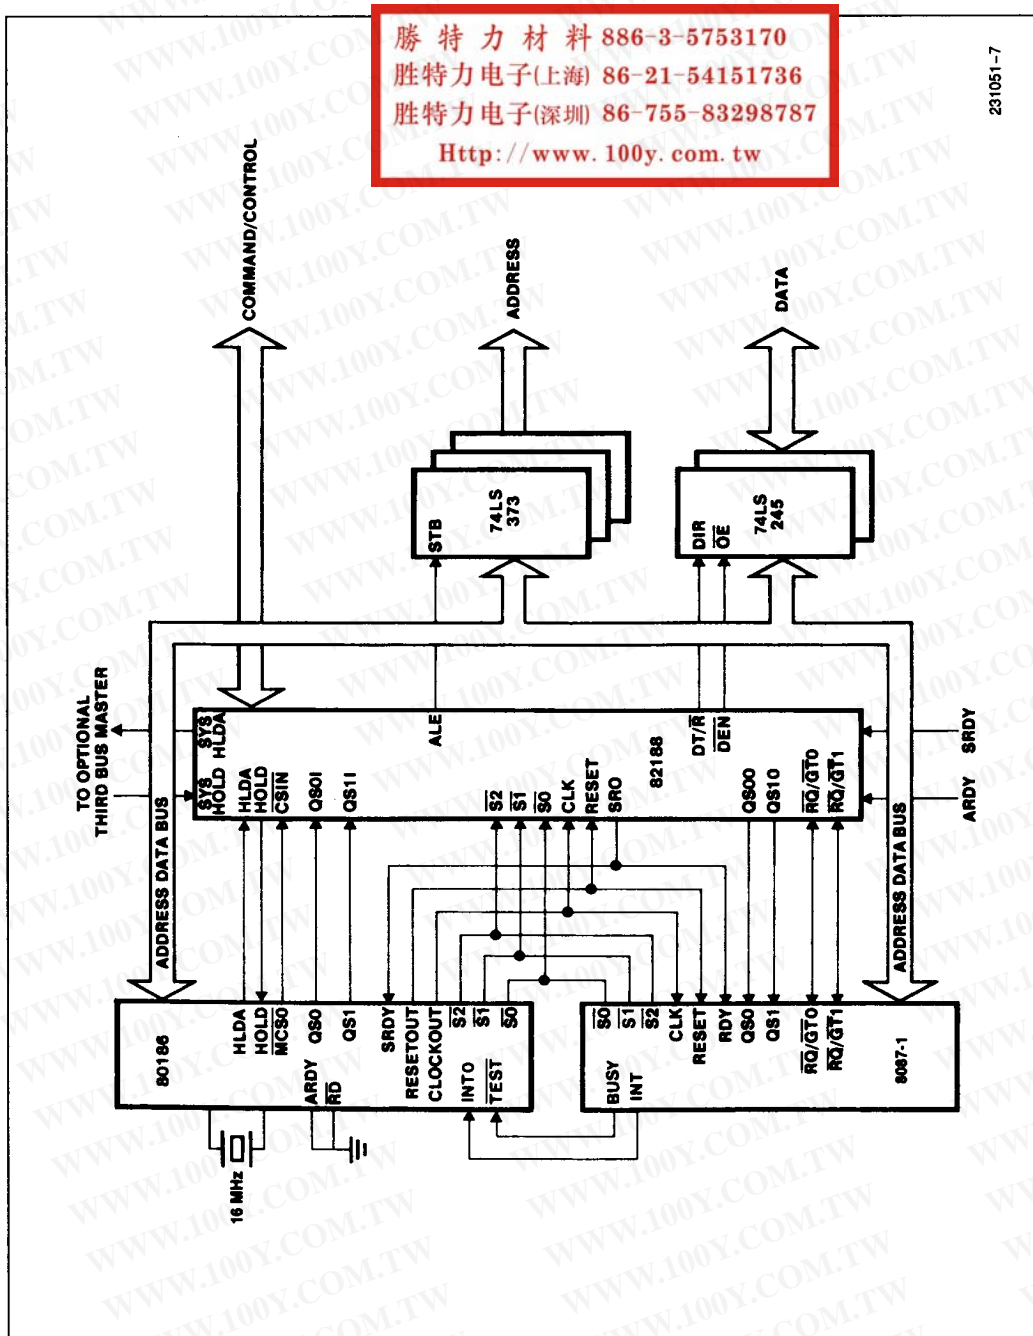 勝特力材料 886-3-5753170
胜特力电子(上海) 86-21-54151736
胜特力电子(深圳) 86-755-83298787
Http://www.100y.com.tw
231051-7
COMMAND/CONTROL
ADDRESS
DATA
STB
74LS
373
DIR
OE
74LS
245
TO OPTIONAL
THIRD BUS MASTER
SYS
HOLD
SYS
HLDA
HLDA
HOLD
CSIN
QS0I
QS1I
ALE
S2
S1
S0
CLK
RESET
SRO
82188
DT/R
DEN
QS0O
QS1O
RQ/GT0
RQ/GT1
ARDY
SRDY
ADDRESS DATA BUS
ADDRESS DATA BUS
80186
HLDA
HOLD
MCS0
QS0
QS1
ARDY
RD
SRDY
RESETOUT
CLOCKOUT
S2
S1
S0
INT0
TEST
16 MHz
S0
S1
S2
BUSY
INT
CLK
RESET
RDY
QS0
QS1
RQ/GT0
RQ/GT1
8087-1
WWW.100Y.COM.TW